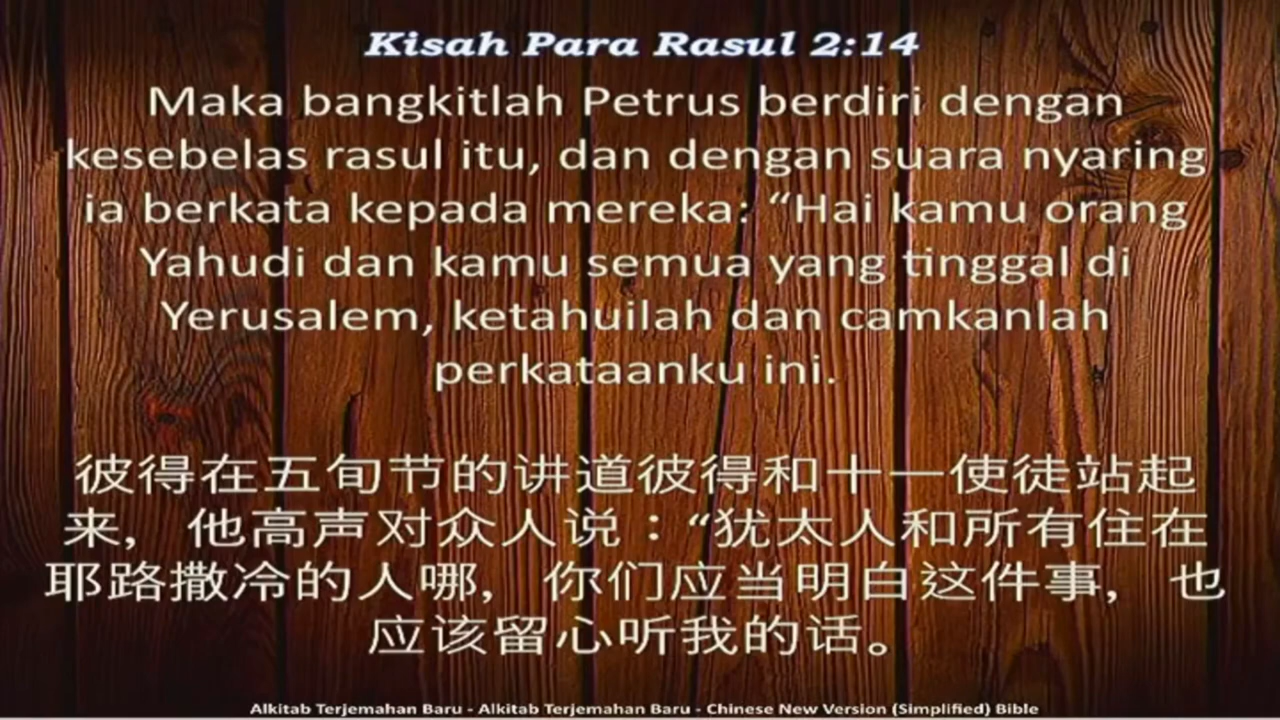 Kisah Para Rasul 2:14
Maka bangkitlah Petrus berdiri dengan
kesebelas rasul itu, dan dengan suara nyaring
ia berkata kepada mereka: “Hai kamu orang
Yahudi dan kamu semua yang tinggal di
Yerusalem, ketahuilah dan camkanlah
perkataanku ini.
彼得在五旬节的讲道彼得和十一使徒站起
来，他高声对众人说：“犹太人和所有住在
耶路撒冷的人哪，你们应当明白这件事，也
应该留心听我的话。
Alkitab Terjemahan Baru - Alkitab Terjemahan Baru - Chinese New Version (Simplified) Bible